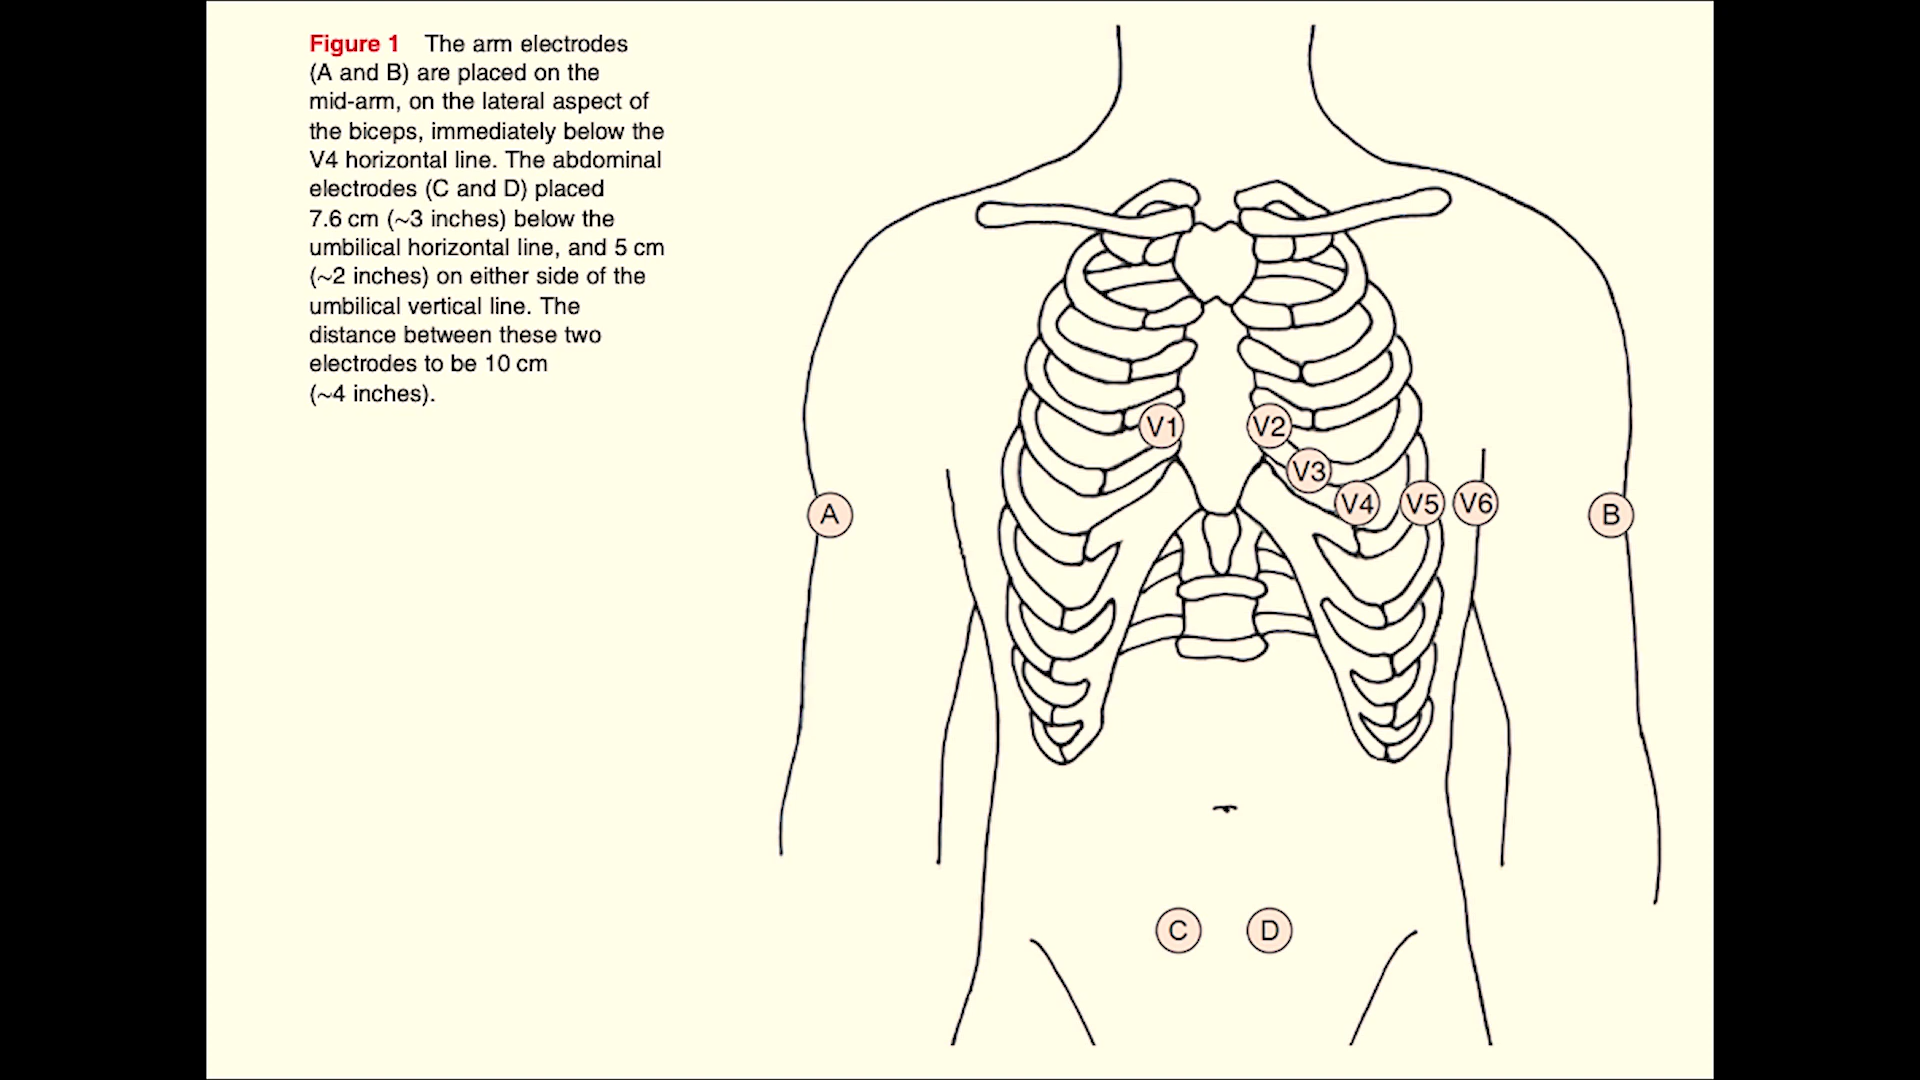 Figure 1 The arm electrodes
(A and B) are placed on the
mid-arm, on the lateral aspect of
the biceps, immediately below the
V4 horizontal line. The abdominal
electrodes (C and D) placed
7.6 cm (~3 inches) below the
umbilical horizontal line, and 5 cm
(~2 inches) on either side of the
umbilical vertical line. The
distance between these two
electrodes to be 10 cm
(~4 inches).
V1 V2
V3
V4 V5 V6
A B
C D